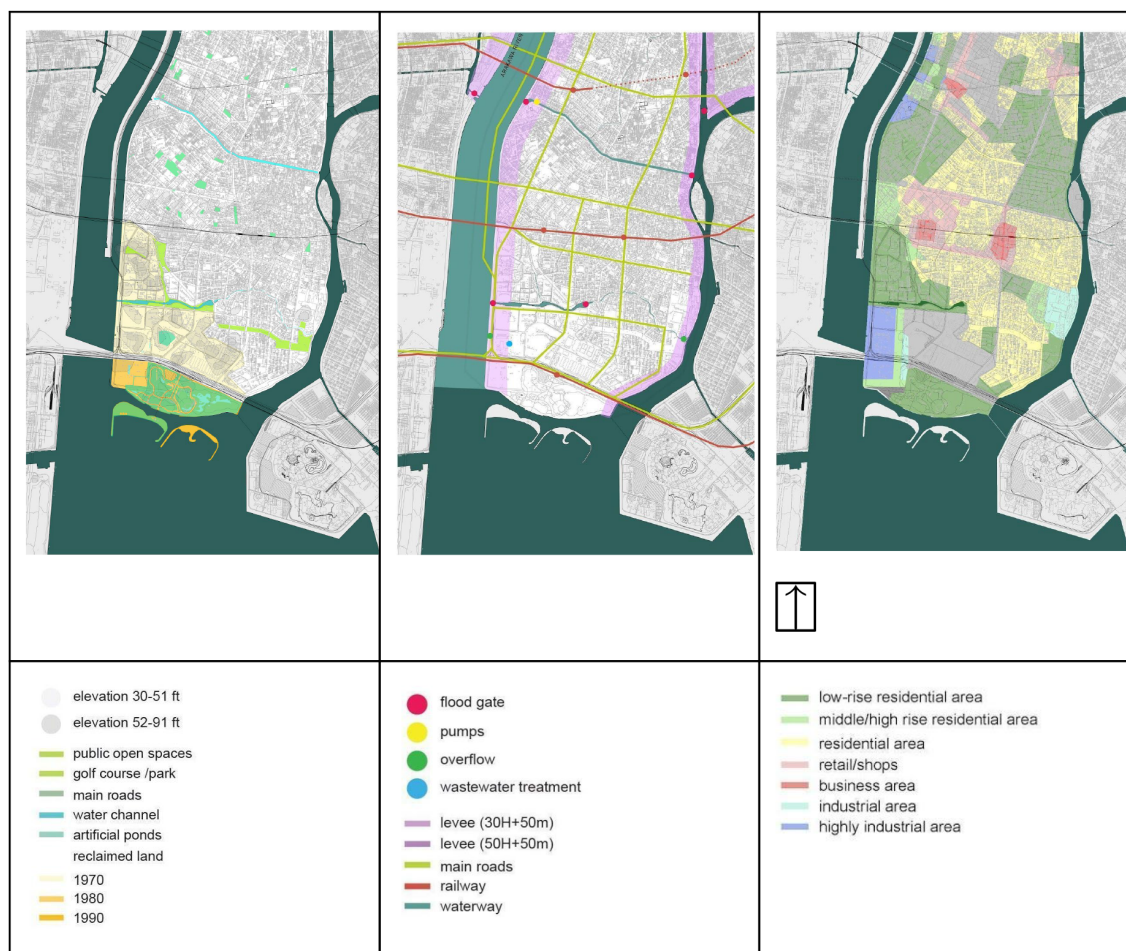 elevation 30-51 ft
elevation 52-91 ft
public open spaces
golf course /park
main roads
water channel
artificial ponds
reclaimed land
1970
1980
1990
flood gate
pumps
overflow
wastewater treatment
levee (30H+50m)
levee (50H+50m)
main roads
railway
waterway
low-rise residential area
middle/high rise residential area
residential area
retail/shops
business area
industrial area
highly industrial area